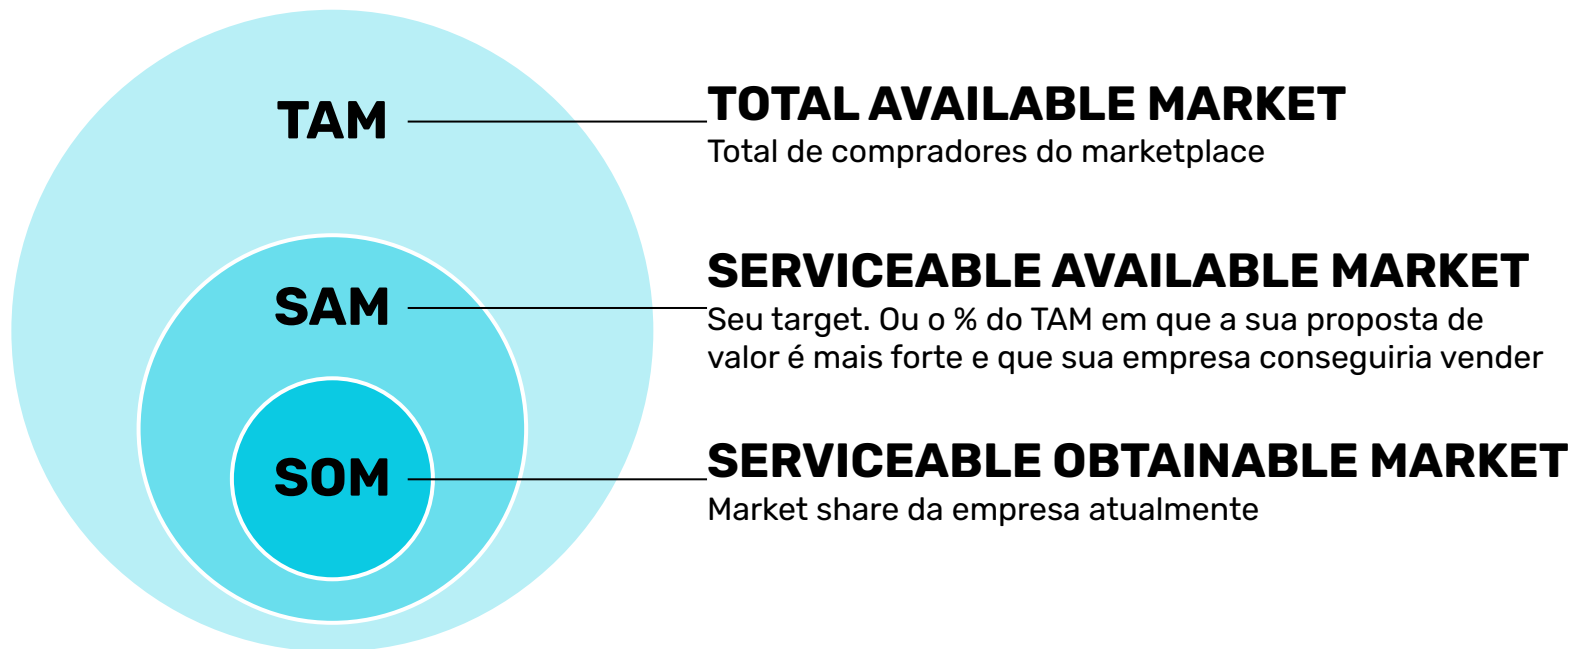 TAM
TOTAL AVAILABLE MARKET
Total de compradores do marketplace
SAM
SERVICEABLE AVAILABLE MARKET
Seu target. Ou o % do TAM em que a sua proposta de
valor é mais forte e que sua empresa conseguiria vender
SOM
SERVICEABLE OBTAINABLE MARKET
Market share da empresa atualmente